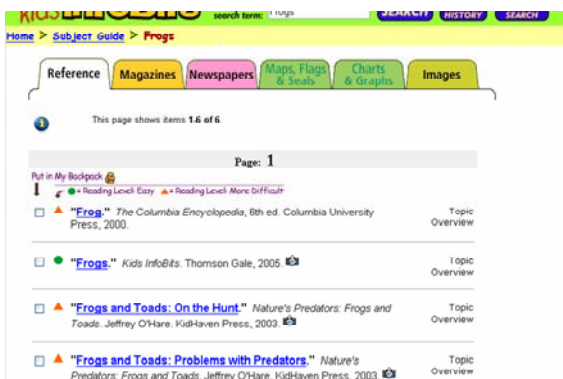 kids InfoBits search term: Frogs SEARCH HISTORY SEARCH
Home > Subject Guide > Frogs
Reference Magazines Newspapers Maps, Flags & Seals Charts & Graphs Images
This page shows items 1-6 of 6.
Page: 1
Put in My Backpack
= Reading Level: Easy = Reading Level: More Difficult
"Frog." The Columbia Encyclopedia, 6th ed. Columbia University Topic
Press, 2000. Overview
"Frogs." Kids InfoBits. Thomson Gale, 2005. Topic
Overview
"Frogs and Toads: On the Hunt." Nature's Predators: Frogs and Topic
Toads. Jeffrey O'Hare. KidHaven Press, 2003. Overview
"Frogs and Toads: Problems with Predators." Nature's Topic
Predators: Frogs and Toads. Jeffrey O'Hare. KidHaven Press, 2003. Overview